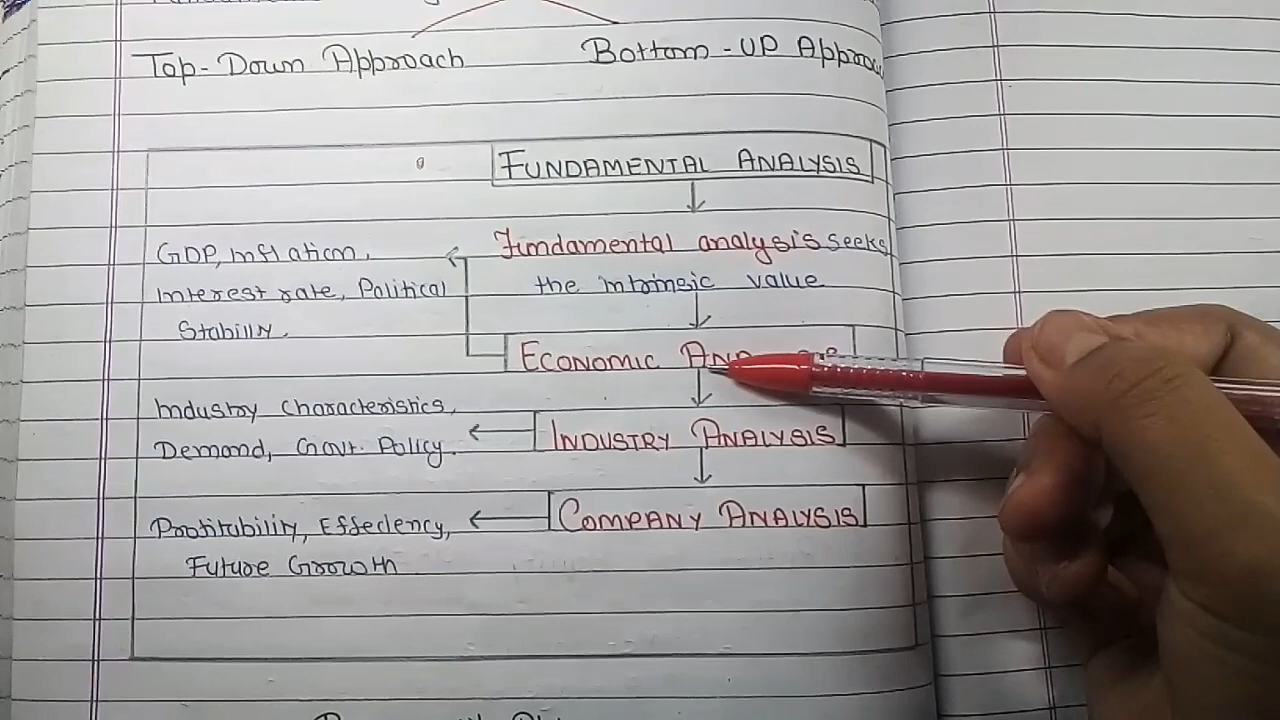 Top-Down Approach
Bottom-UP Approa
FUNDAMENTAL ANALYSIS
Fundamental analysis seeks
the intrinsic value
GDP, Inflation,
Interest rate, Political
Stability.
ECONOMIC
Industry Characteristics,
Demand, Govt. Policy.
INDUSTRY ANALYSIS
Profitability, Effeciency,
Future Growth
COMPANY ANALYSIS